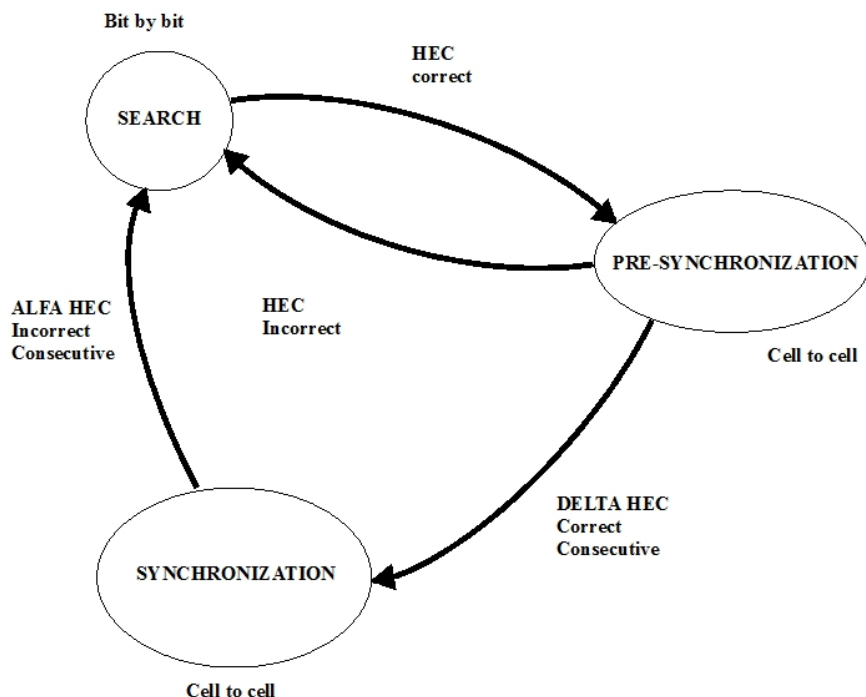 Bit by bit
HEC
correct
SEARCH
PRE-SYNCHRONIZATION
ALFA HEC
Incorrect
Consecutive
HEC
Incorrect
Cell to cell
DELTA HEC
Correct
Consecutive
SYNCHRONIZATION
Cell to cell